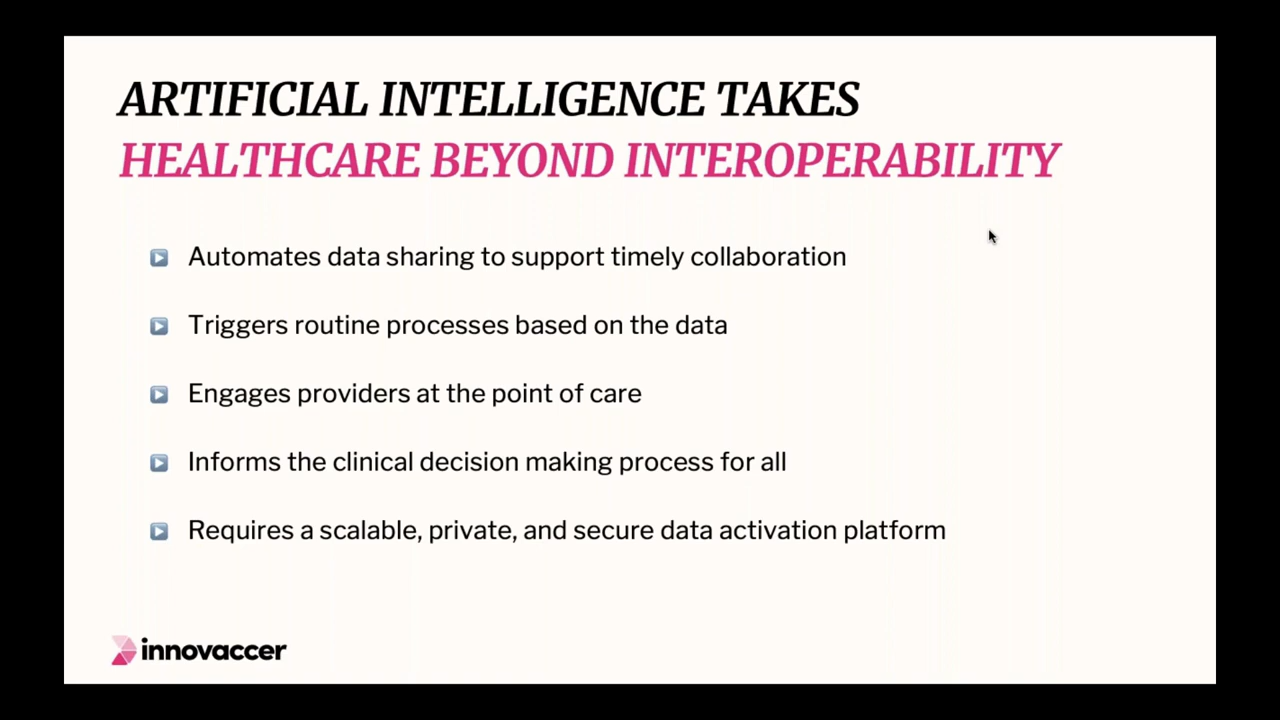 ARTIFICIAL INTELLIGENCE TAKES
HEALTHCARE BEYOND INTEROPERABILITY
Automates data sharing to support timely collaboration
Triggers routine processes based on the data
Engages providers at the point of care
Informs the clinical decision making process for all
Requires a scalable, private, and secure data activation platform
innovaccer